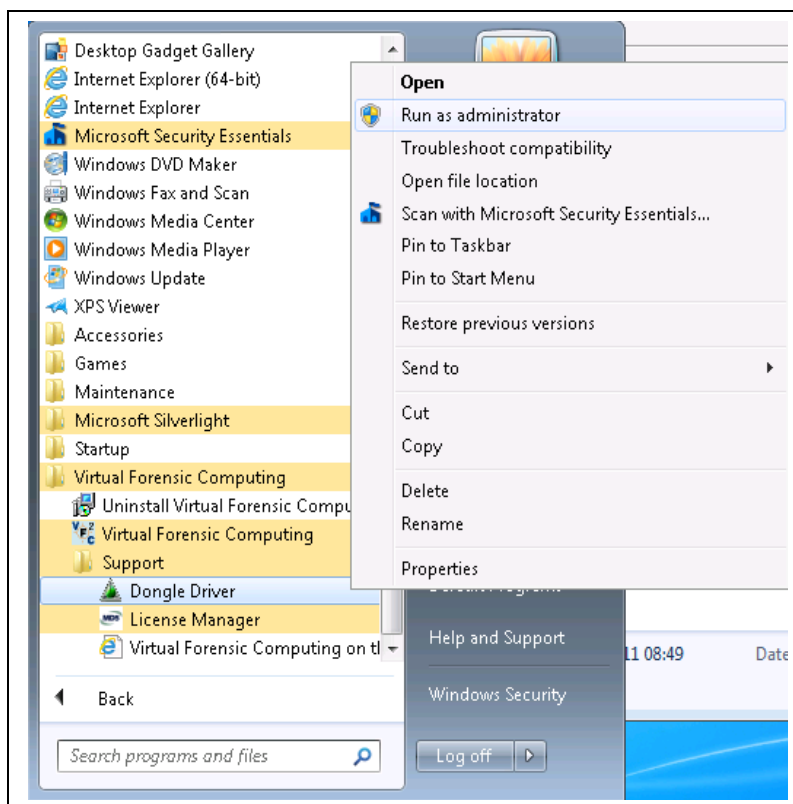 Desktop Gadget Gallery
Internet Explorer (64-bit)
Internet Explorer
Microsoft Security Essentials
Windows DVD Maker
Windows Fax and Scan
Windows Media Center
Windows Media Player
Windows Update
XPS Viewer
Accessories
Games
Maintenance
Microsoft Silverlight
Startup
Virtual Forensic Computing
Uninstall Virtual Forensic Compu
Virtual Forensic Computing
Support
Dongle Driver
License Manager
Virtual Forensic Computing on tl
Back
Search programs and files
Open
Run as administrator
Troubleshoot compatibility
Open file location
Scan with Microsoft Security Essentials...
Pin to Taskbar
Pin to Start Menu
Restore previous versions
Send to
Cut
Copy
Delete
Rename
Properties
Help and Support
Windows Security
Log off
11 08:49 Date